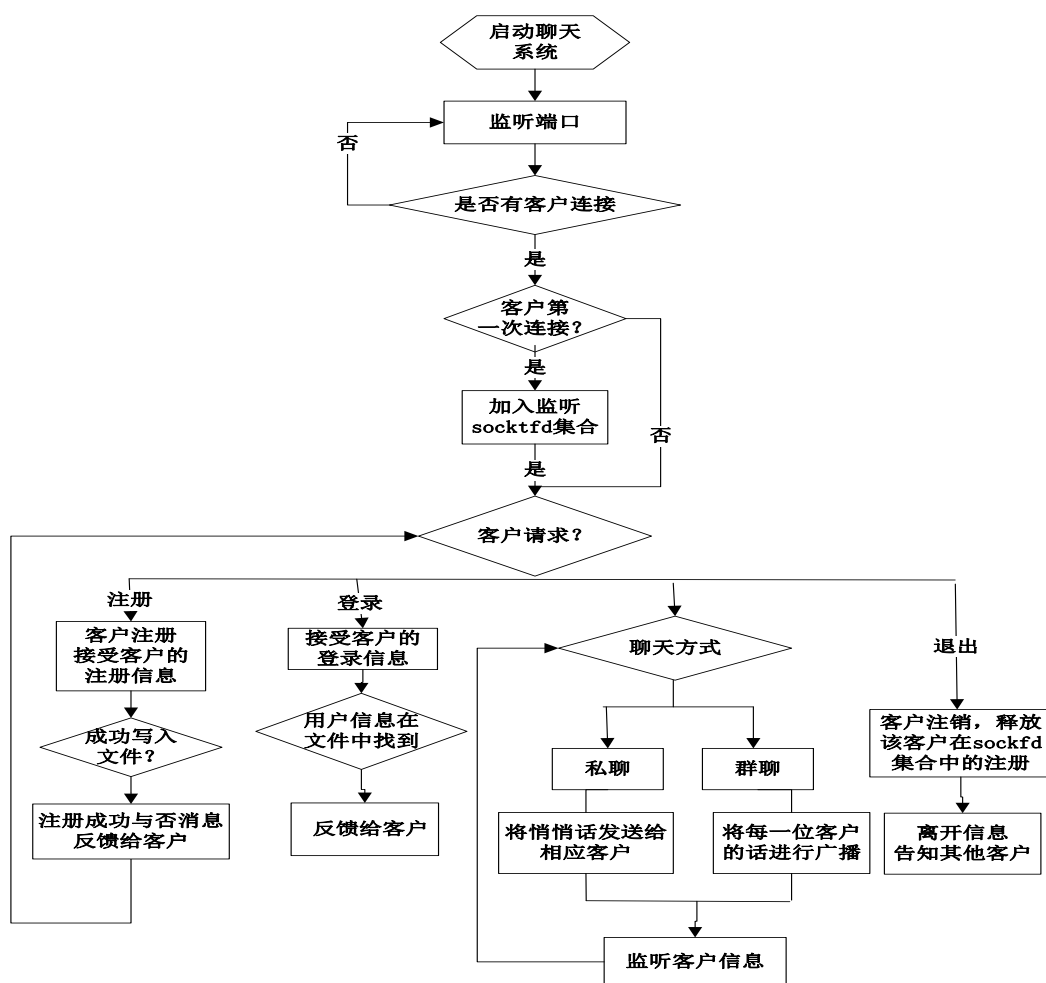 启动聊天
系统
监听端口
否
是否有客户连接
是
客户第
一次连接？
是
加入监听
socktfd集合
否
是
客户请求？
注册
客户注册
接受客户的
注册信息
成功写入
文件？
注册成功与否消息
反馈给客户
登录
接受客户的
登录信息
用户信息在
文件中找到
反馈给客户
聊天方式
私聊
群聊
将悄悄话发送给
相应客户
将每一位客户
的话进行广播
监听客户信息
退出
客户注销，释放
该客户在sockfd
集合中的注册
离开信息
告知其他客户